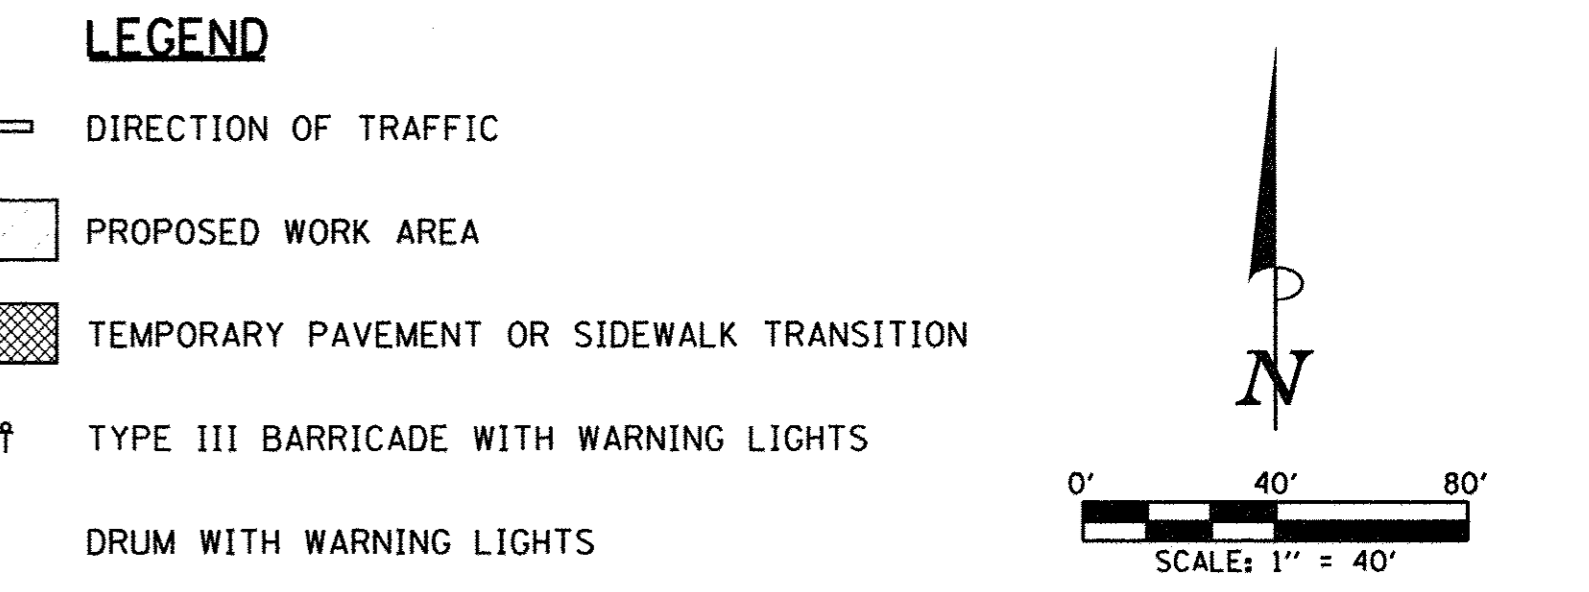 LEGEND
DIRECTION OF TRAFFIC
PROPOSED WORK AREA
TEMPORARY PAVEMENT OR SIDEWALK TRANSITION
TYPE III BARRICADE WITH WARNING LIGHTS
DRUM WITH WARNING LIGHTS
N
0' 40' 80'
SCALE: 1'' = 40'